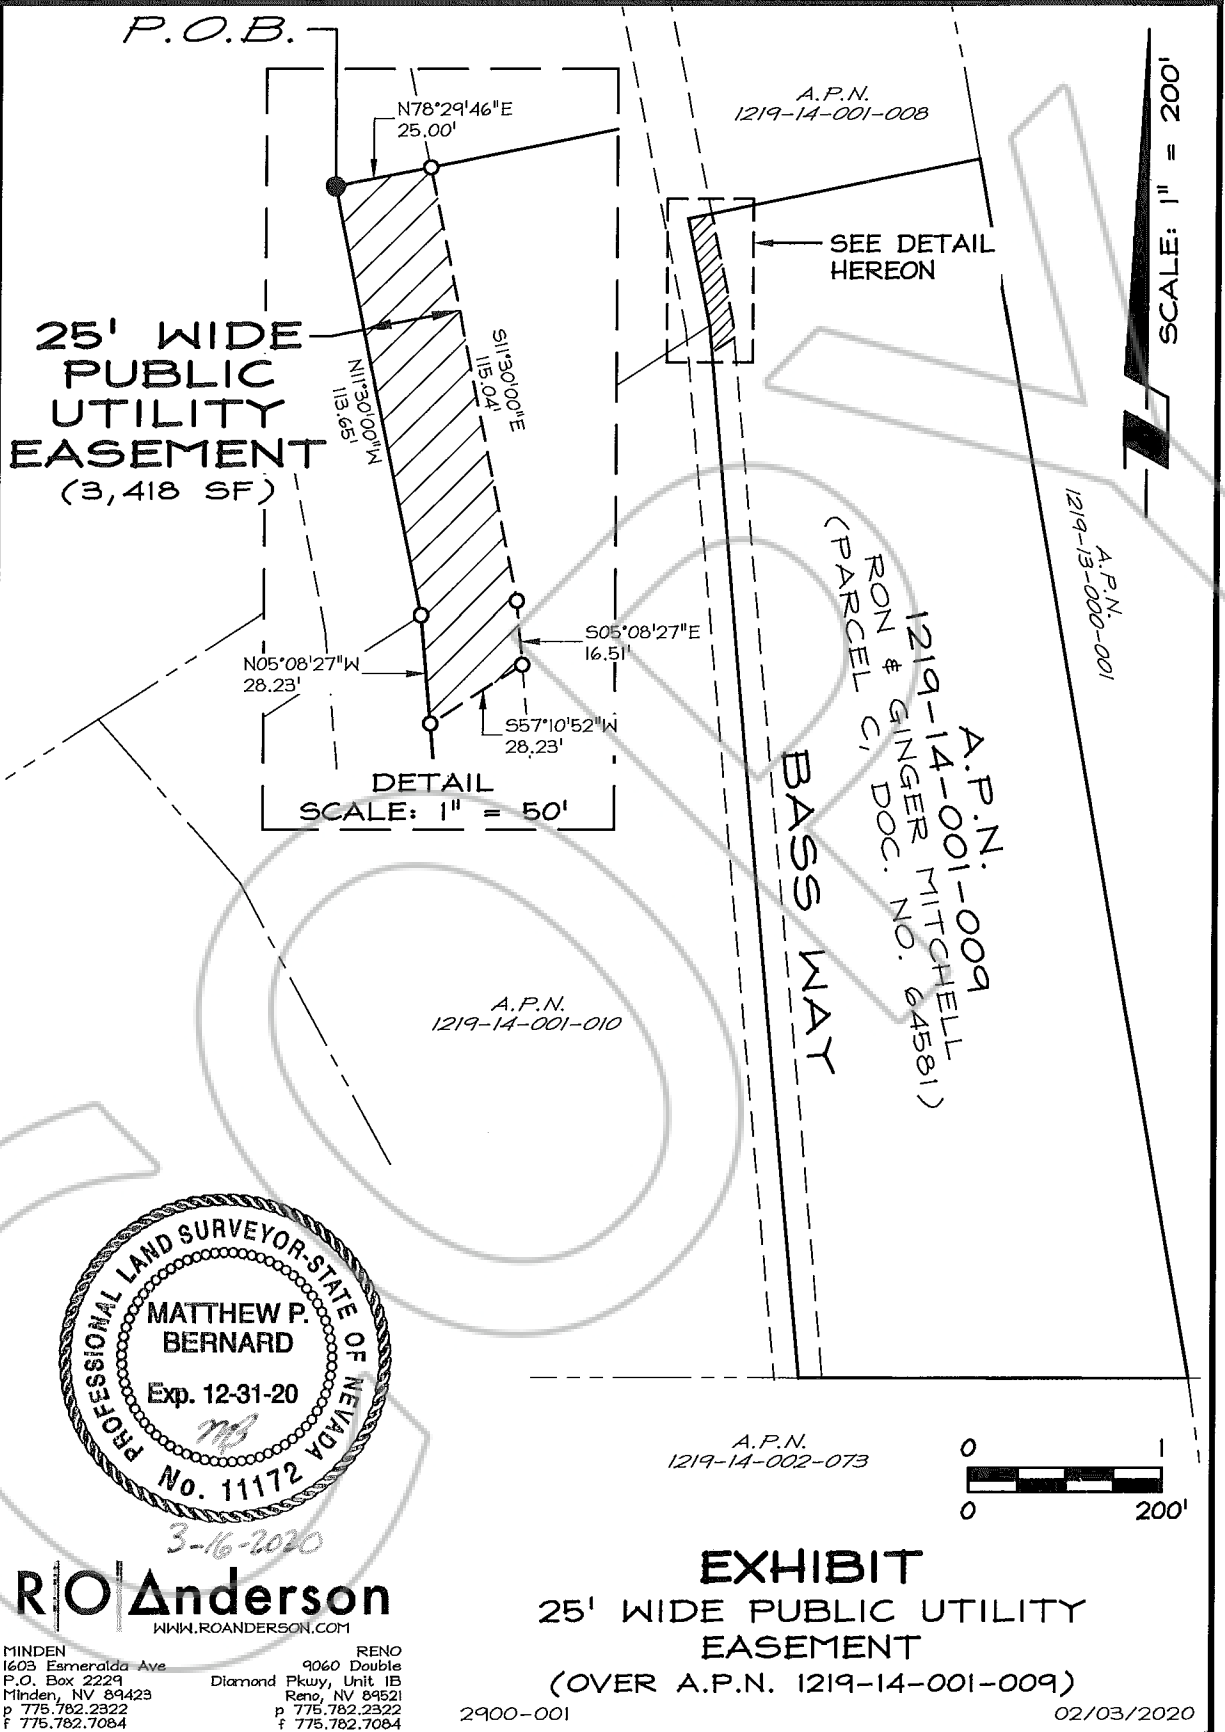 P.O.B.
N78°29'46"E
25.00'
A.P.N.
1219-14-001-008
SCALE: 1" = 200'
SEE DETAIL
HEREON
25' WIDE
PUBLIC
UTILITY
EASEMENT
(3,418 SF)
N11°30'00"W
113.65'
S11°30'00"E
115.04'
A.P.N.
1219-13-000-001
N05°08'27"W
28.23'
S05°08'27"E
16.51'
S57°10'52"W
28.23'
DETAIL
SCALE: 1" = 50'
A.P.N.
1219-14-001-009
RON & GINGER MITCHELL
(PARCEL C, DOC. NO. 64581)
BASS WAY
A.P.N.
1219-14-001-010
COPY
PROFESSIONAL LAND SURVEYOR-STATE OF NEVADA
MATTHEW P.
BERNARD
Exp. 12-31-20
MB
No. 11172
3-16-2020
A.P.N.
1219-14-002-073
0 1
0 200'
RO Anderson
WWW.ROANDERSON.COM
MINDEN
1603 Esmeralda Ave
P.O. Box 2229
Minden, NV 89423
p 775.782.2322
f 775.782.7084
RENO
9060 Double
Diamond Pkwy, Unit 1B
Reno, NV 89521
p 775.782.2322
f 775.782.7084
EXHIBIT
25' WIDE PUBLIC UTILITY
EASEMENT
(OVER A.P.N. 1219-14-001-009)
2900-001
02/03/2020